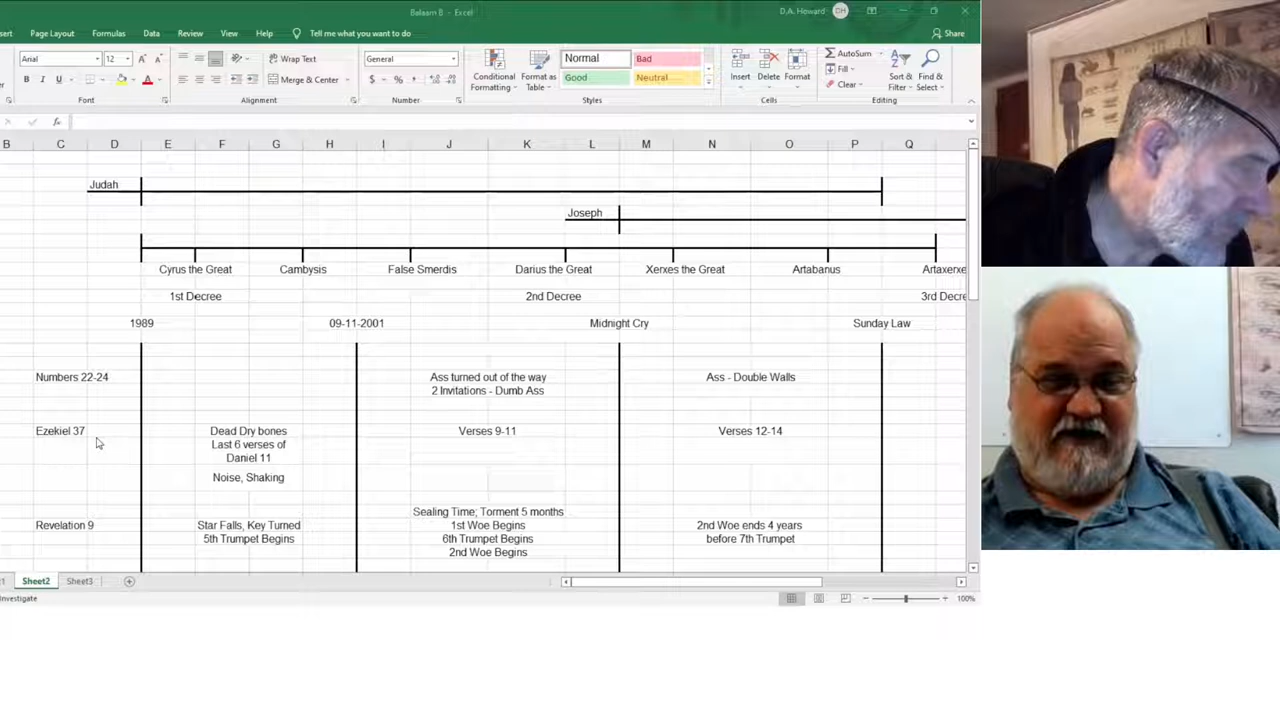 Balaam B - Excel
D.A. Howard DH
sert Page Layout Formulas Data Review View Help Tell me what you want to do Share
Arial 12 Wrap Text General Normal Bad AutoSum
B I U Merge & Center $ % Conditional Formatting Format as Table Good Neutral Insert Delete Format Fill Clear Sort & Filter Find & Select
Font Alignment Number Styles Cells Editing
fx
B C D E F G H I J K L M N O P Q
Judah
Joseph
Cyrus the Great Cambysis False Smerdis Darius the Great Xerxes the Great Artabanus Artaxerxe
1st Decree 2nd Decree 3rd Decre
1989 09-11-2001 Midnight Cry Sunday Law
Numbers 22-24 Ass turned out of the way Ass - Double Walls
2 Invitations - Dumb Ass
Ezekiel 37 Dead Dry bones Verses 9-11 Verses 12-14
Last 6 verses of
Daniel 11
Noise, Shaking
Sealing Time; Torment 5 months
Revelation 9 Star Falls, Key Turned 1st Woe Begins 2nd Woe ends 4 years
5th Trumpet Begins 6th Trumpet Begins before 7th Trumpet
2nd Woe Begins
1 Sheet2 Sheet3
nvestigate 100%